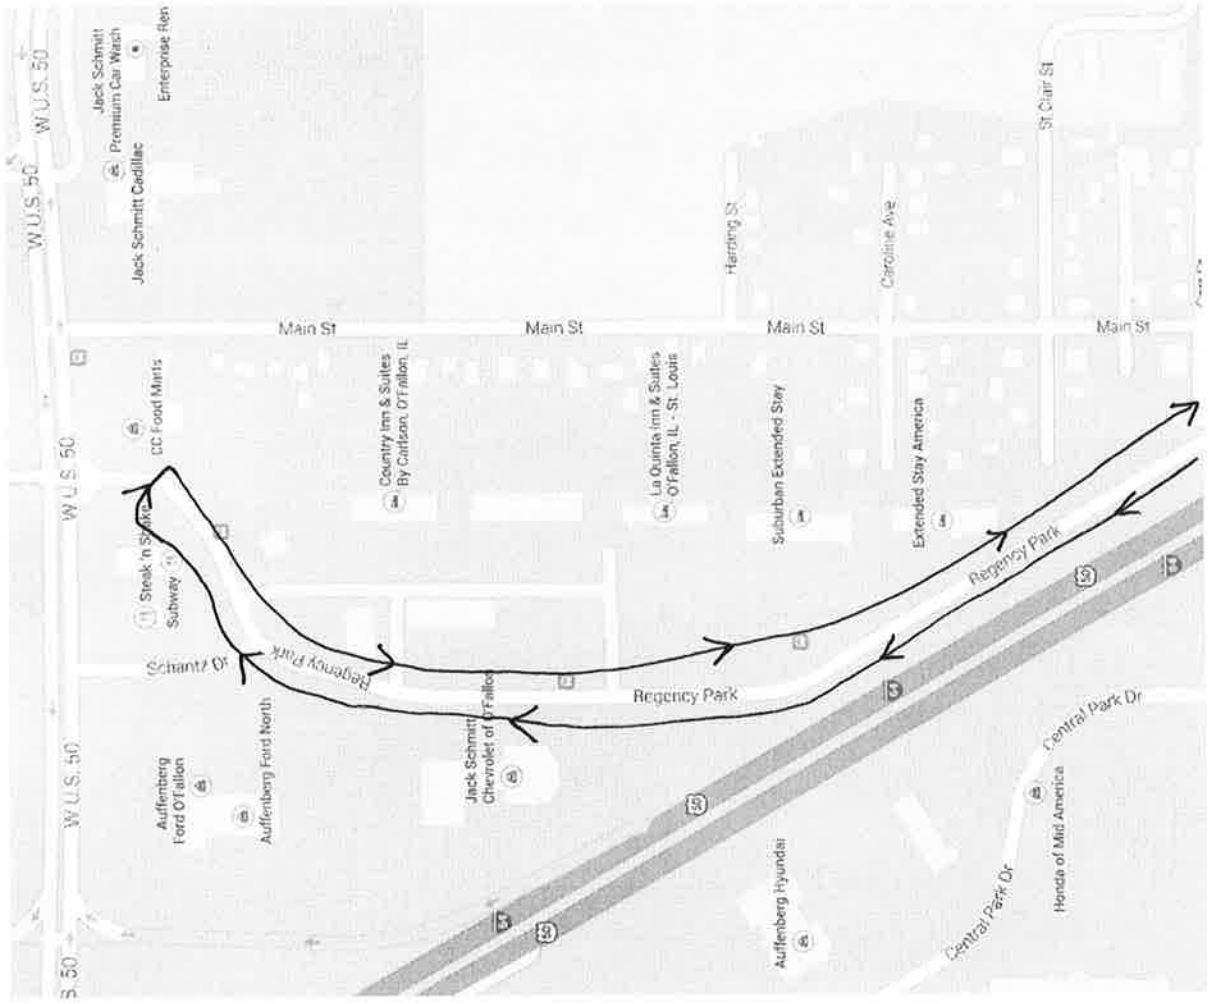 W U.S. 50
W U.S. 50
Jack Schmitt
Premium Car Wash
Enterprise Ren
Jack Schmitt Cadillac
St Clair St
Harding St
Caroline Ave
Main St
Main St
Main St
Main St
W U.S. 50
CC Food Marts
Country Inn & Suites
By Carlson, O'Fallon, IL
La Quinta Inn & Suites
O'Fallon, IL - St. Louis
Suburban Extended Stay
Extended Stay America
Steak 'n Shake
Subway
Schantz Dr
Regency Park
Regency Park
Regency Park
50
64
64
50
64
50
W U.S. 50
Auffenberg
Ford O'Fallon
Auffenberg Ford North
Jack Schmitt
Chevrolet of O'Fallon
Central Park Dr
Honda of Mid America
Auffenberg Hyundai
Central Park Dr
S. 50